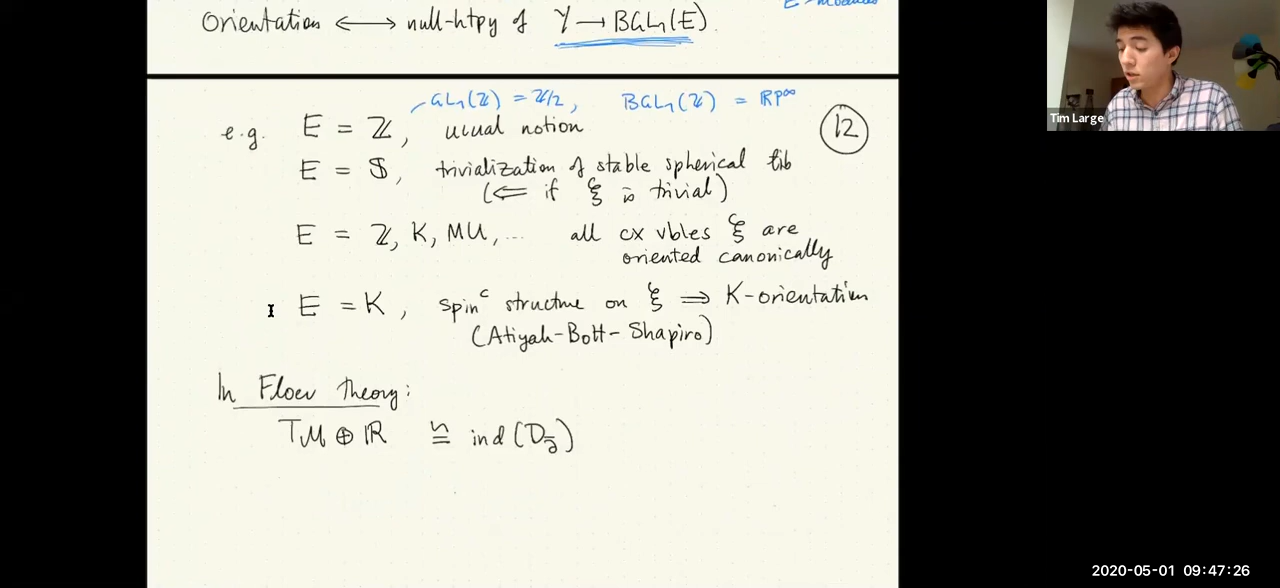 Orientation ⟷ null-htpy of Y → BGL₁(E).
GL₁(ℤ) = ℤ/2, BGL₁(ℤ) = ℝP^∞
e.g. E = ℤ, usual notion
12
E = 𝕊, trivialization of stable spherical fib
(⟸ if ξ is trivial)
E = ℤ, K, MU, ... all cx vbles ξ are
oriented canonically
E = K, spin^c structure on ξ ⟹ K-orientation
(Atiyah-Bott-Shapiro)
In Floer theory:
TM ⊕ ℝ ≅ ind(D_∂̄)
Tim Large
2020-05-01 09:47:26